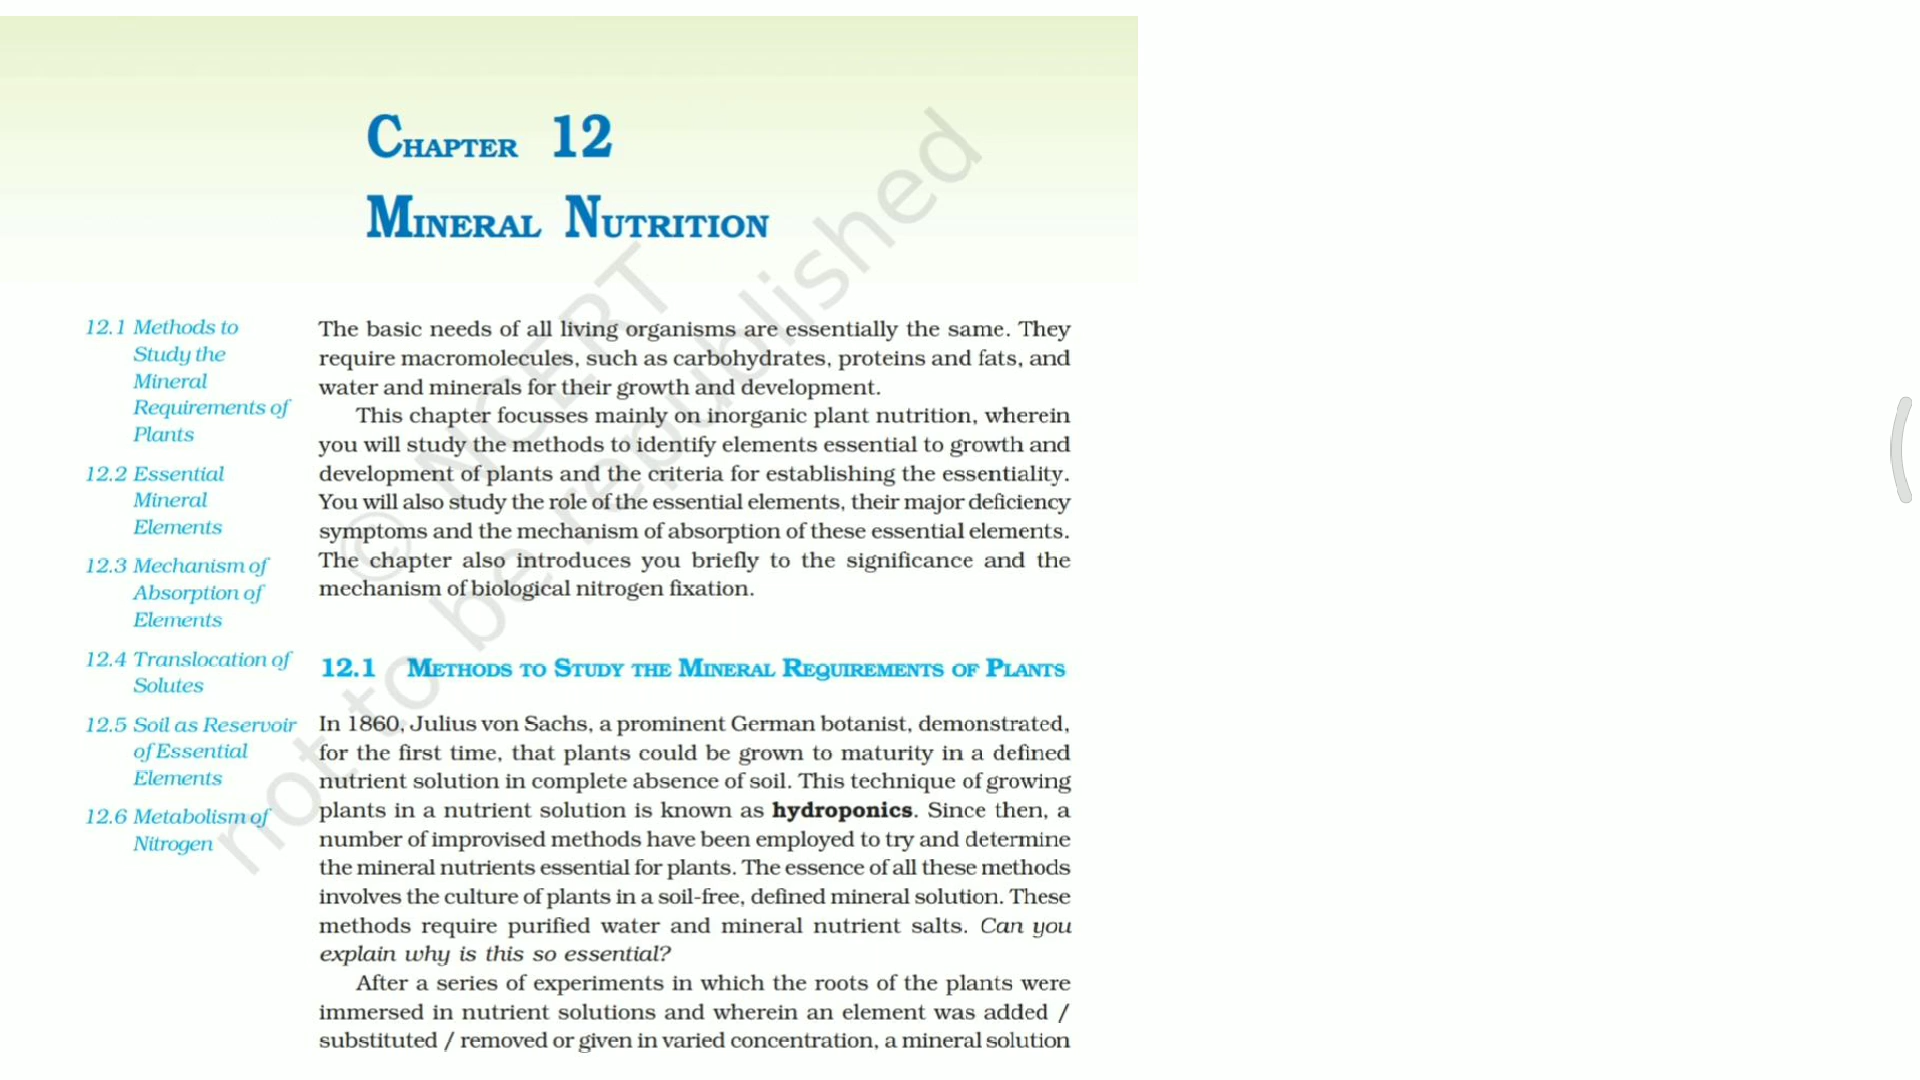 CHAPTER 12
MINERAL NUTRITION
12.1 Methods to
Study the
Mineral
Requirements of
Plants
12.2 Essential
Mineral
Elements
12.3 Mechanism of
Absorption of
Elements
12.4 Translocation of
Solutes
12.5 Soil as Reservoir
of Essential
Elements
12.6 Metabolism of
Nitrogen
The basic needs of all living organisms are essentially the same. They
require macromolecules, such as carbohydrates, proteins and fats, and
water and minerals for their growth and development.
This chapter focusses mainly on inorganic plant nutrition, wherein
you will study the methods to identify elements essential to growth and
development of plants and the criteria for establishing the essentiality.
You will also study the role of the essential elements, their major deficiency
symptoms and the mechanism of absorption of these essential elements.
The chapter also introduces you briefly to the significance and the
mechanism of biological nitrogen fixation.
12.1 METHODS TO STUDY THE MINERAL REQUIREMENTS OF PLANTS
In 1860, Julius von Sachs, a prominent German botanist, demonstrated,
for the first time, that plants could be grown to maturity in a defined
nutrient solution in complete absence of soil. This technique of growing
plants in a nutrient solution is known as hydroponics. Since then, a
number of improvised methods have been employed to try and determine
the mineral nutrients essential for plants. The essence of all these methods
involves the culture of plants in a soil-free, defined mineral solution. These
methods require purified water and mineral nutrient salts. Can you
explain why is this so essential?
After a series of experiments in which the roots of the plants were
immersed in nutrient solutions and wherein an element was added /
substituted / removed or given in varied concentration, a mineral solution
© NCERT
not to be republished